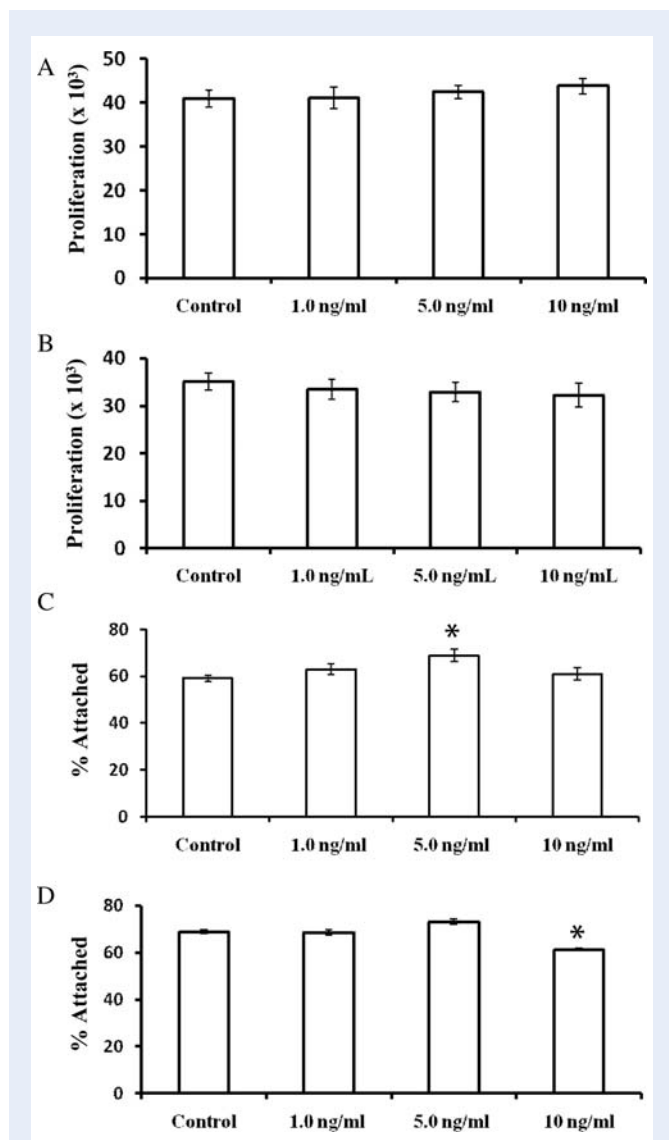 A
Proliferation (x 10³)
50
40
30
20
10
0
Control 1.0 ng/ml 5.0 ng/ml 10 ng/ml
B
Proliferation (x 10³)
40
30
20
10
0
Control 1.0 ng/mL 5.0 ng/mL 10 ng/mL
C
% Attached
80
60
40
20
0
*
Control 1.0 ng/ml 5.0 ng/ml 10 ng/ml
D
% Attached
80
60
40
20
0
*
Control 1.0 ng/ml 5.0 ng/ml 10 ng/ml